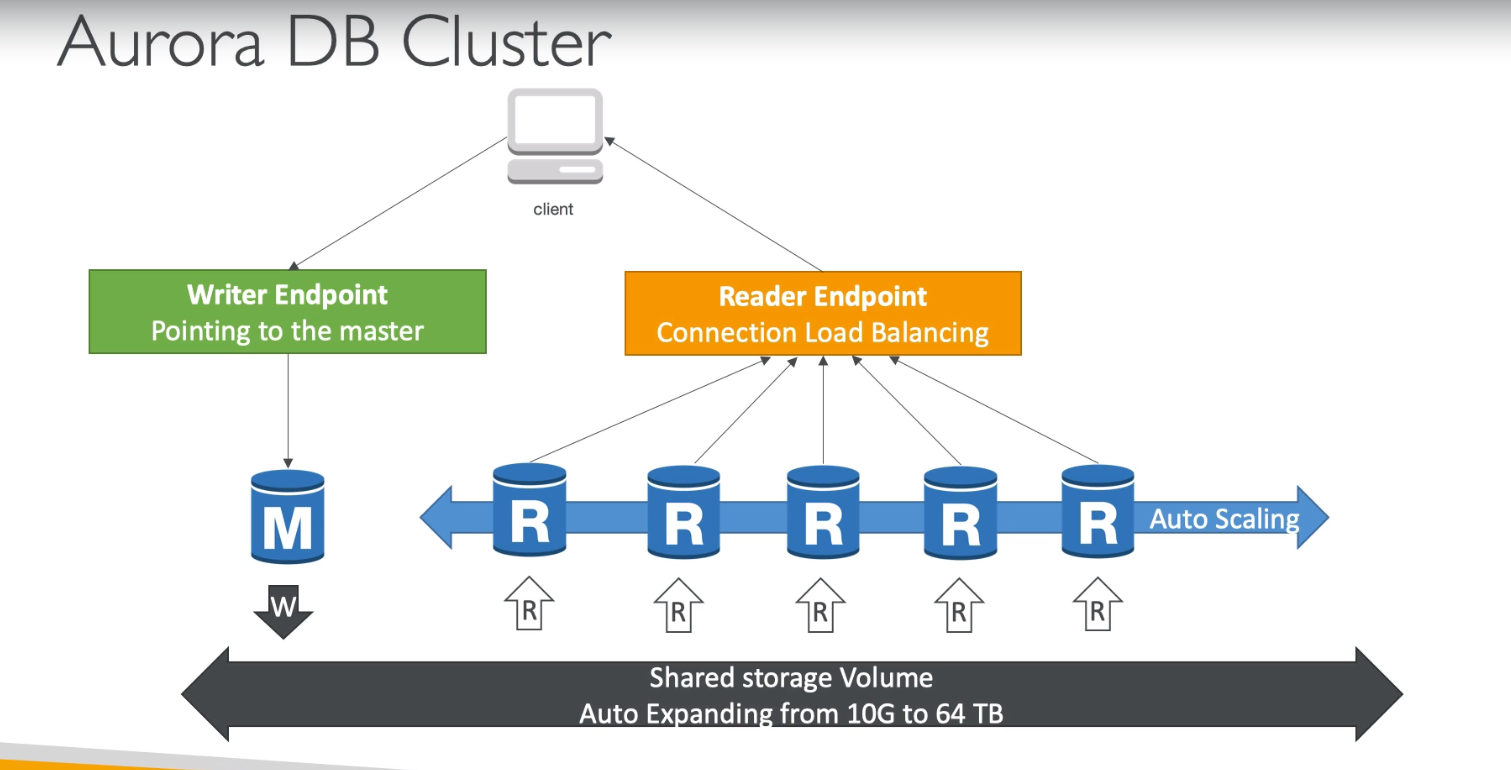 Aurora DB Cluster
client
Writer Endpoint
Pointing to the master
Reader Endpoint
Connection Load Balancing
M
R
R
R
R
R
Auto Scaling
W
R
R
R
R
R
Shared storage Volume
Auto Expanding from 10G to 64 TB